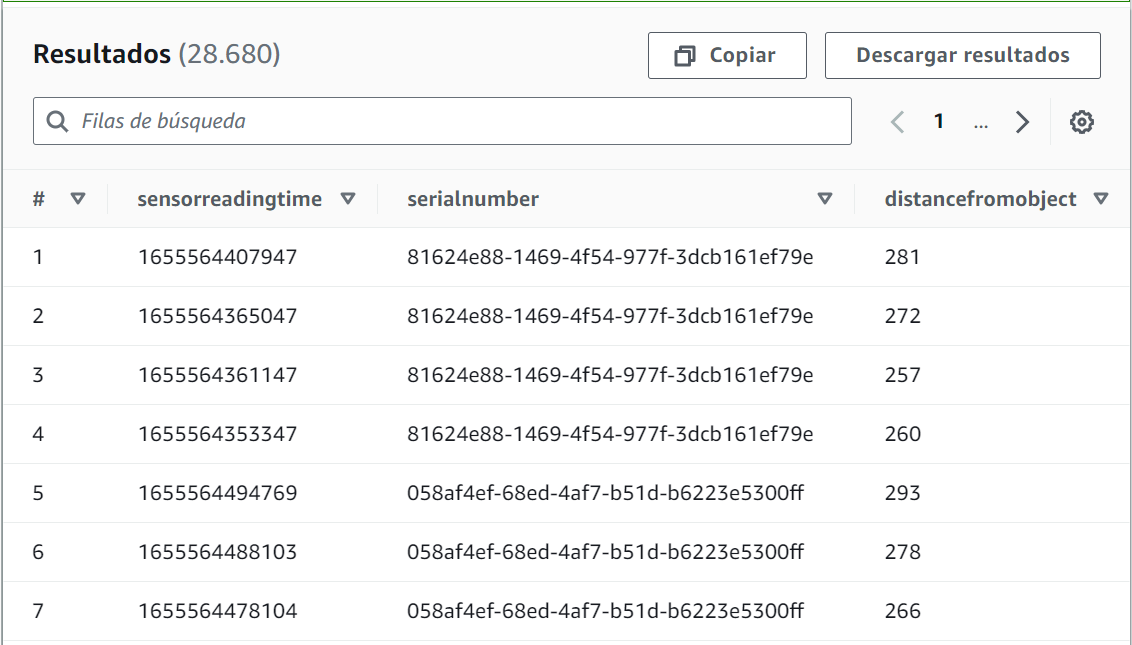 Resultados (28.680)
Copiar
Descargar resultados
Filas de búsqueda
1 ...
# sensorreadingtime serialnumber distancefromobject
1 1655564407947 81624e88-1469-4f54-977f-3dcb161ef79e 281
2 1655564365047 81624e88-1469-4f54-977f-3dcb161ef79e 272
3 1655564361147 81624e88-1469-4f54-977f-3dcb161ef79e 257
4 1655564353347 81624e88-1469-4f54-977f-3dcb161ef79e 260
5 1655564494769 058af4ef-68ed-4af7-b51d-b6223e5300ff 293
6 1655564488103 058af4ef-68ed-4af7-b51d-b6223e5300ff 278
7 1655564478104 058af4ef-68ed-4af7-b51d-b6223e5300ff 266